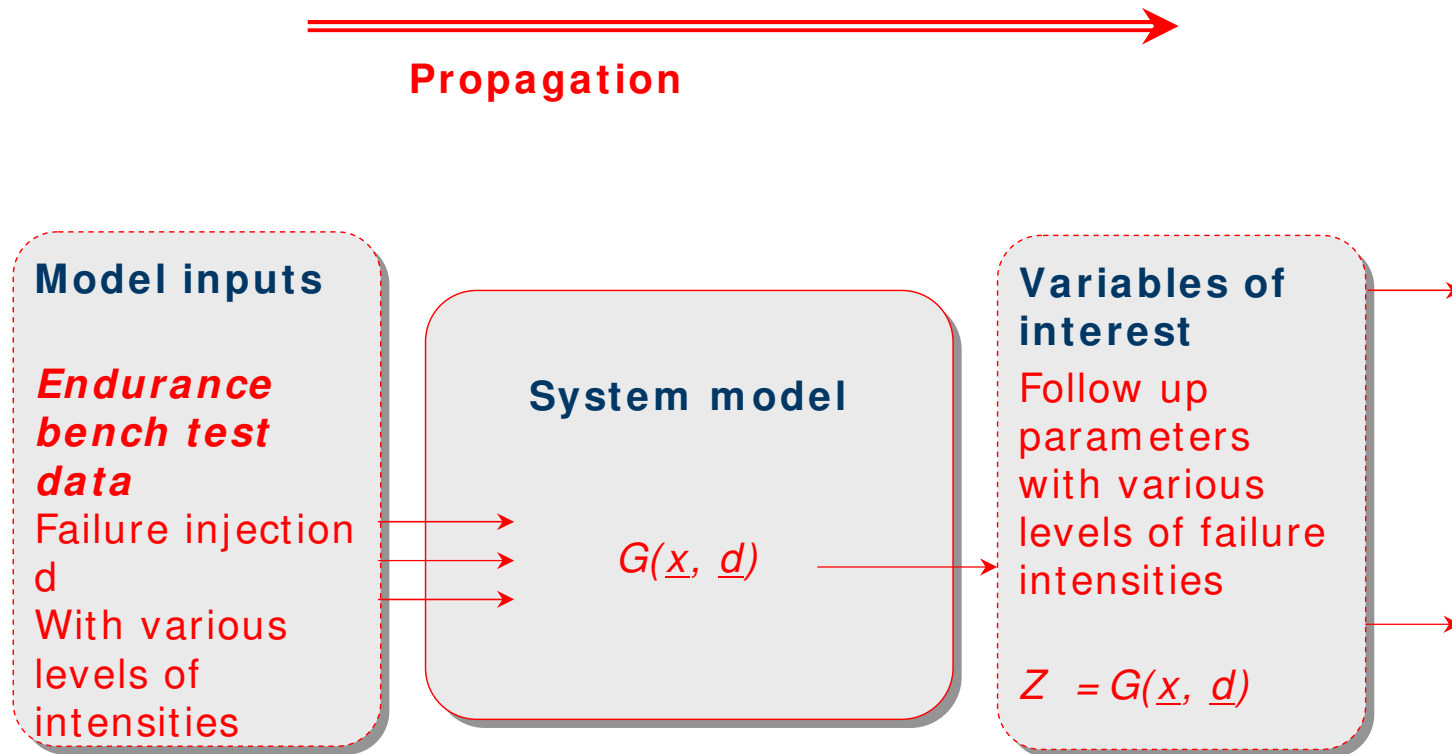 Propagation
Model inputs
Endurance
bench test
data
Failure injection
d
With various
levels of
intensities
System model
G(x, d)
Variables of
interest
Follow up
parameters
with various
levels of failure
intensities
Z = G(x, d)